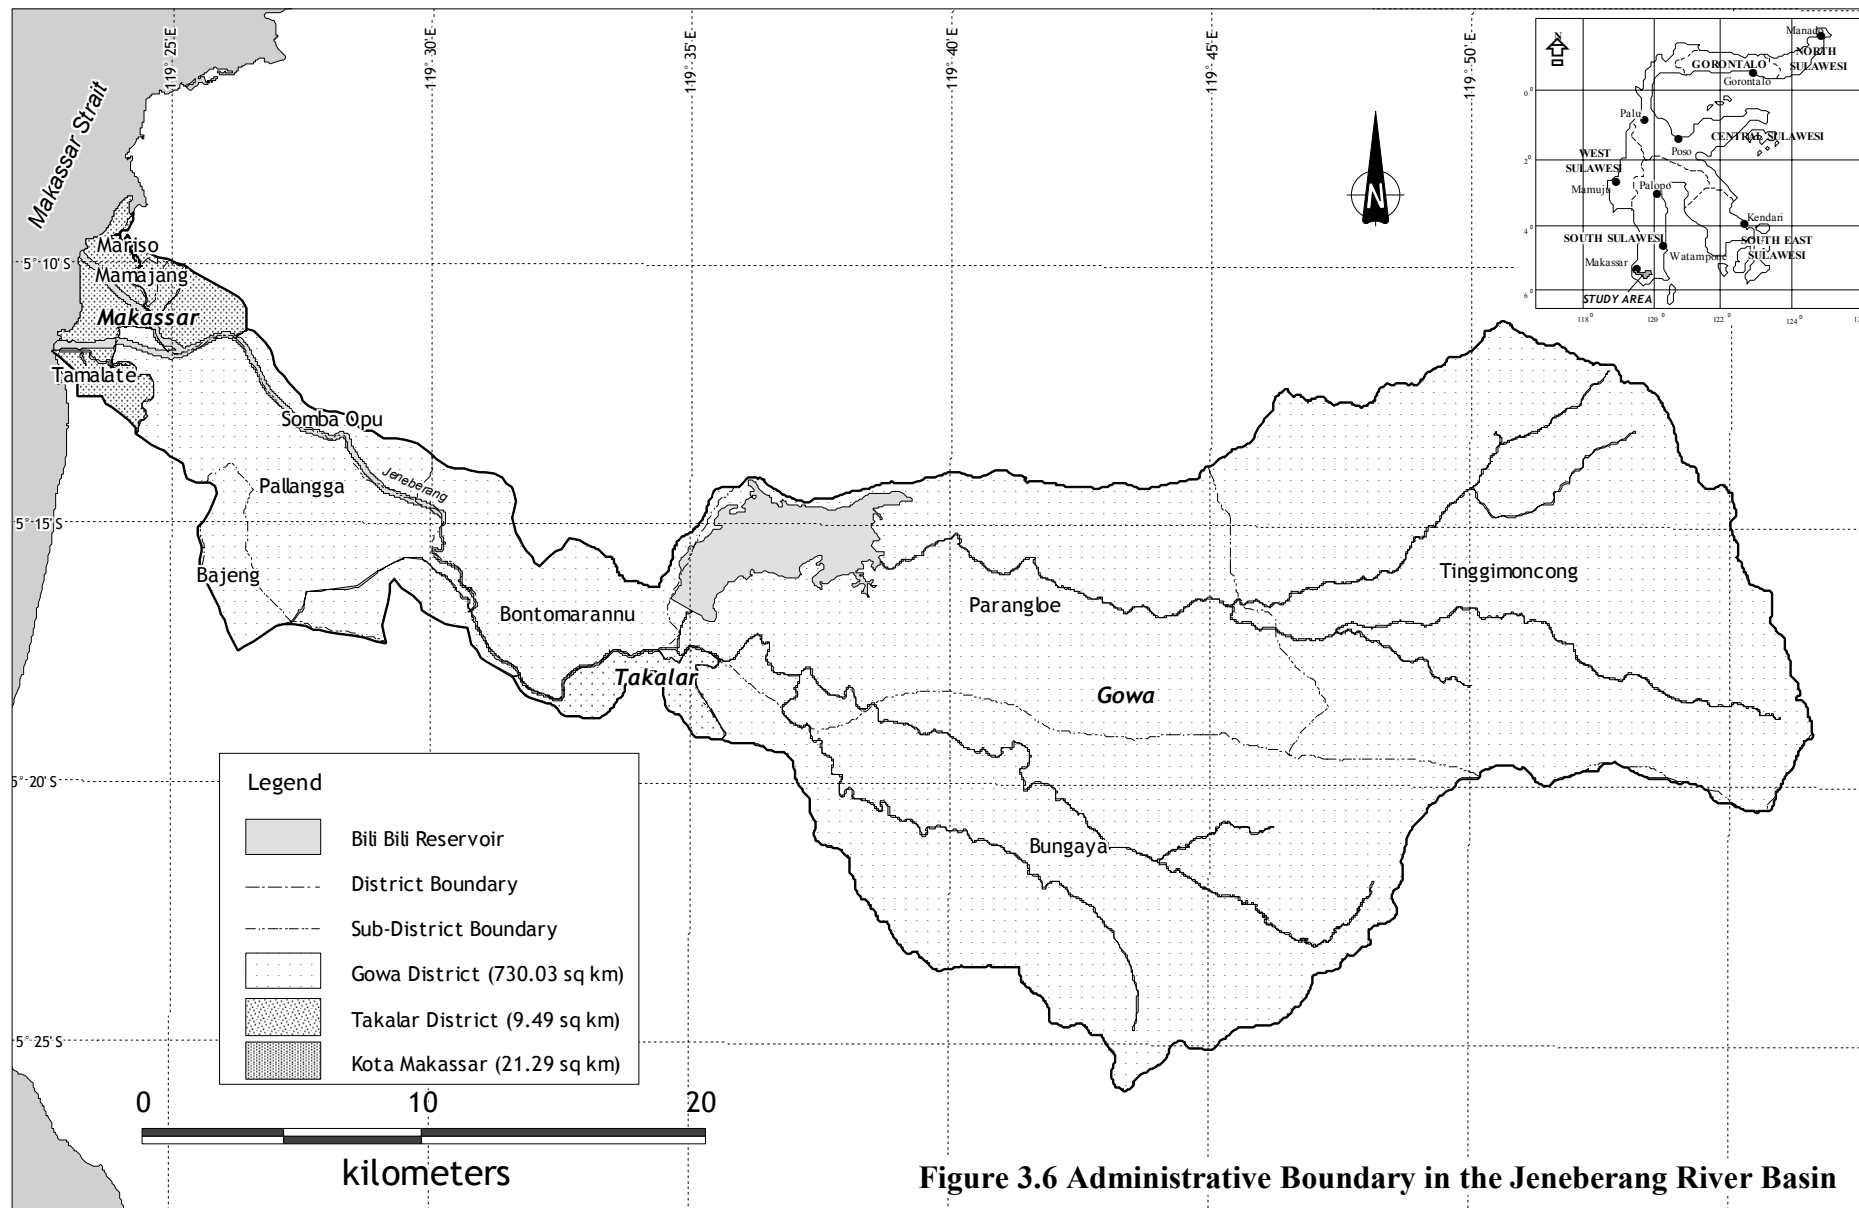 119°-25' E
119°-30' E
119°-35' E
119°-40' E
119°-45' E
119°-50' E
Makassar Strait
N
Manado
NORTH
SULAWESI
GORONTALO
Gorontalo
0°
Palu
CENTRAL SULAWESI
Poso
2°
WEST
SULAWESI
Mamuju
Palopo
Kendari
4°
SOUTH SULAWESI
SOUTH EAST
SULAWESI
Makassar
Watampone
6°
STUDY AREA
118°
120°
122°
124°
N
Mariso
5°-10' S
Mamajang
Makassar
Tamalate
Somba Opu
Jeneberang
Pallangga
5°-15' S
Bajeng
Bontomarannu
Parangloe
Tinggimoncong
Takalar
Gowa
Bungaya
5°-20' S
5°-25' S
Legend
Bili Bili Reservoir
District Boundary
Sub-District Boundary
Gowa District (730.03 sq km)
Takalar District (9.49 sq km)
Kota Makassar (21.29 sq km)
0 10 20
kilometers
Figure 3.6 Administrative Boundary in the Jeneberang River Basin